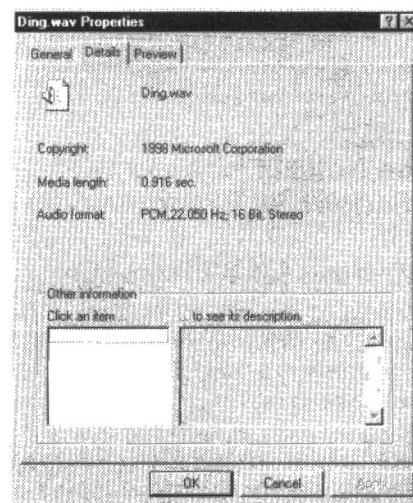 Ding.wav Properties
General Details Preview
Ding.wav
Copyright: 1998 Microsoft Corporation
Media length: 0.916 sec.
Audio format: PCM,22,050 Hz, 16 Bit, Stereo
Other information
Click an item ... ... to see its description.
OK Cancel Apply